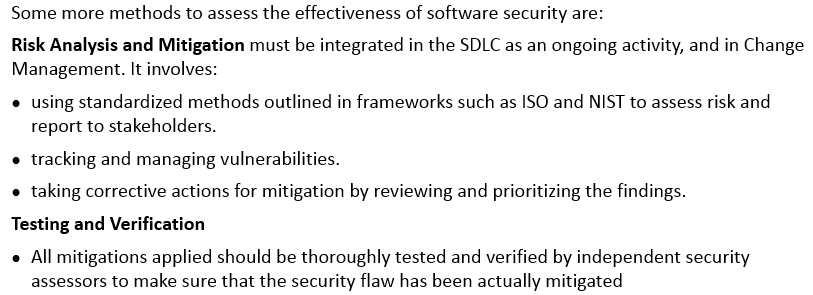 Some more methods to assess the effectiveness of software security are:
Risk Analysis and Mitigation must be integrated in the SDLC as an ongoing activity, and in Change
Management. It involves:
• using standardized methods outlined in frameworks such as ISO and NIST to assess risk and
report to stakeholders.
• tracking and managing vulnerabilities.
• taking corrective actions for mitigation by reviewing and prioritizing the findings.
Testing and Verification
• All mitigations applied should be thoroughly tested and verified by independent security
assessors to make sure that the security flaw has been actually mitigated